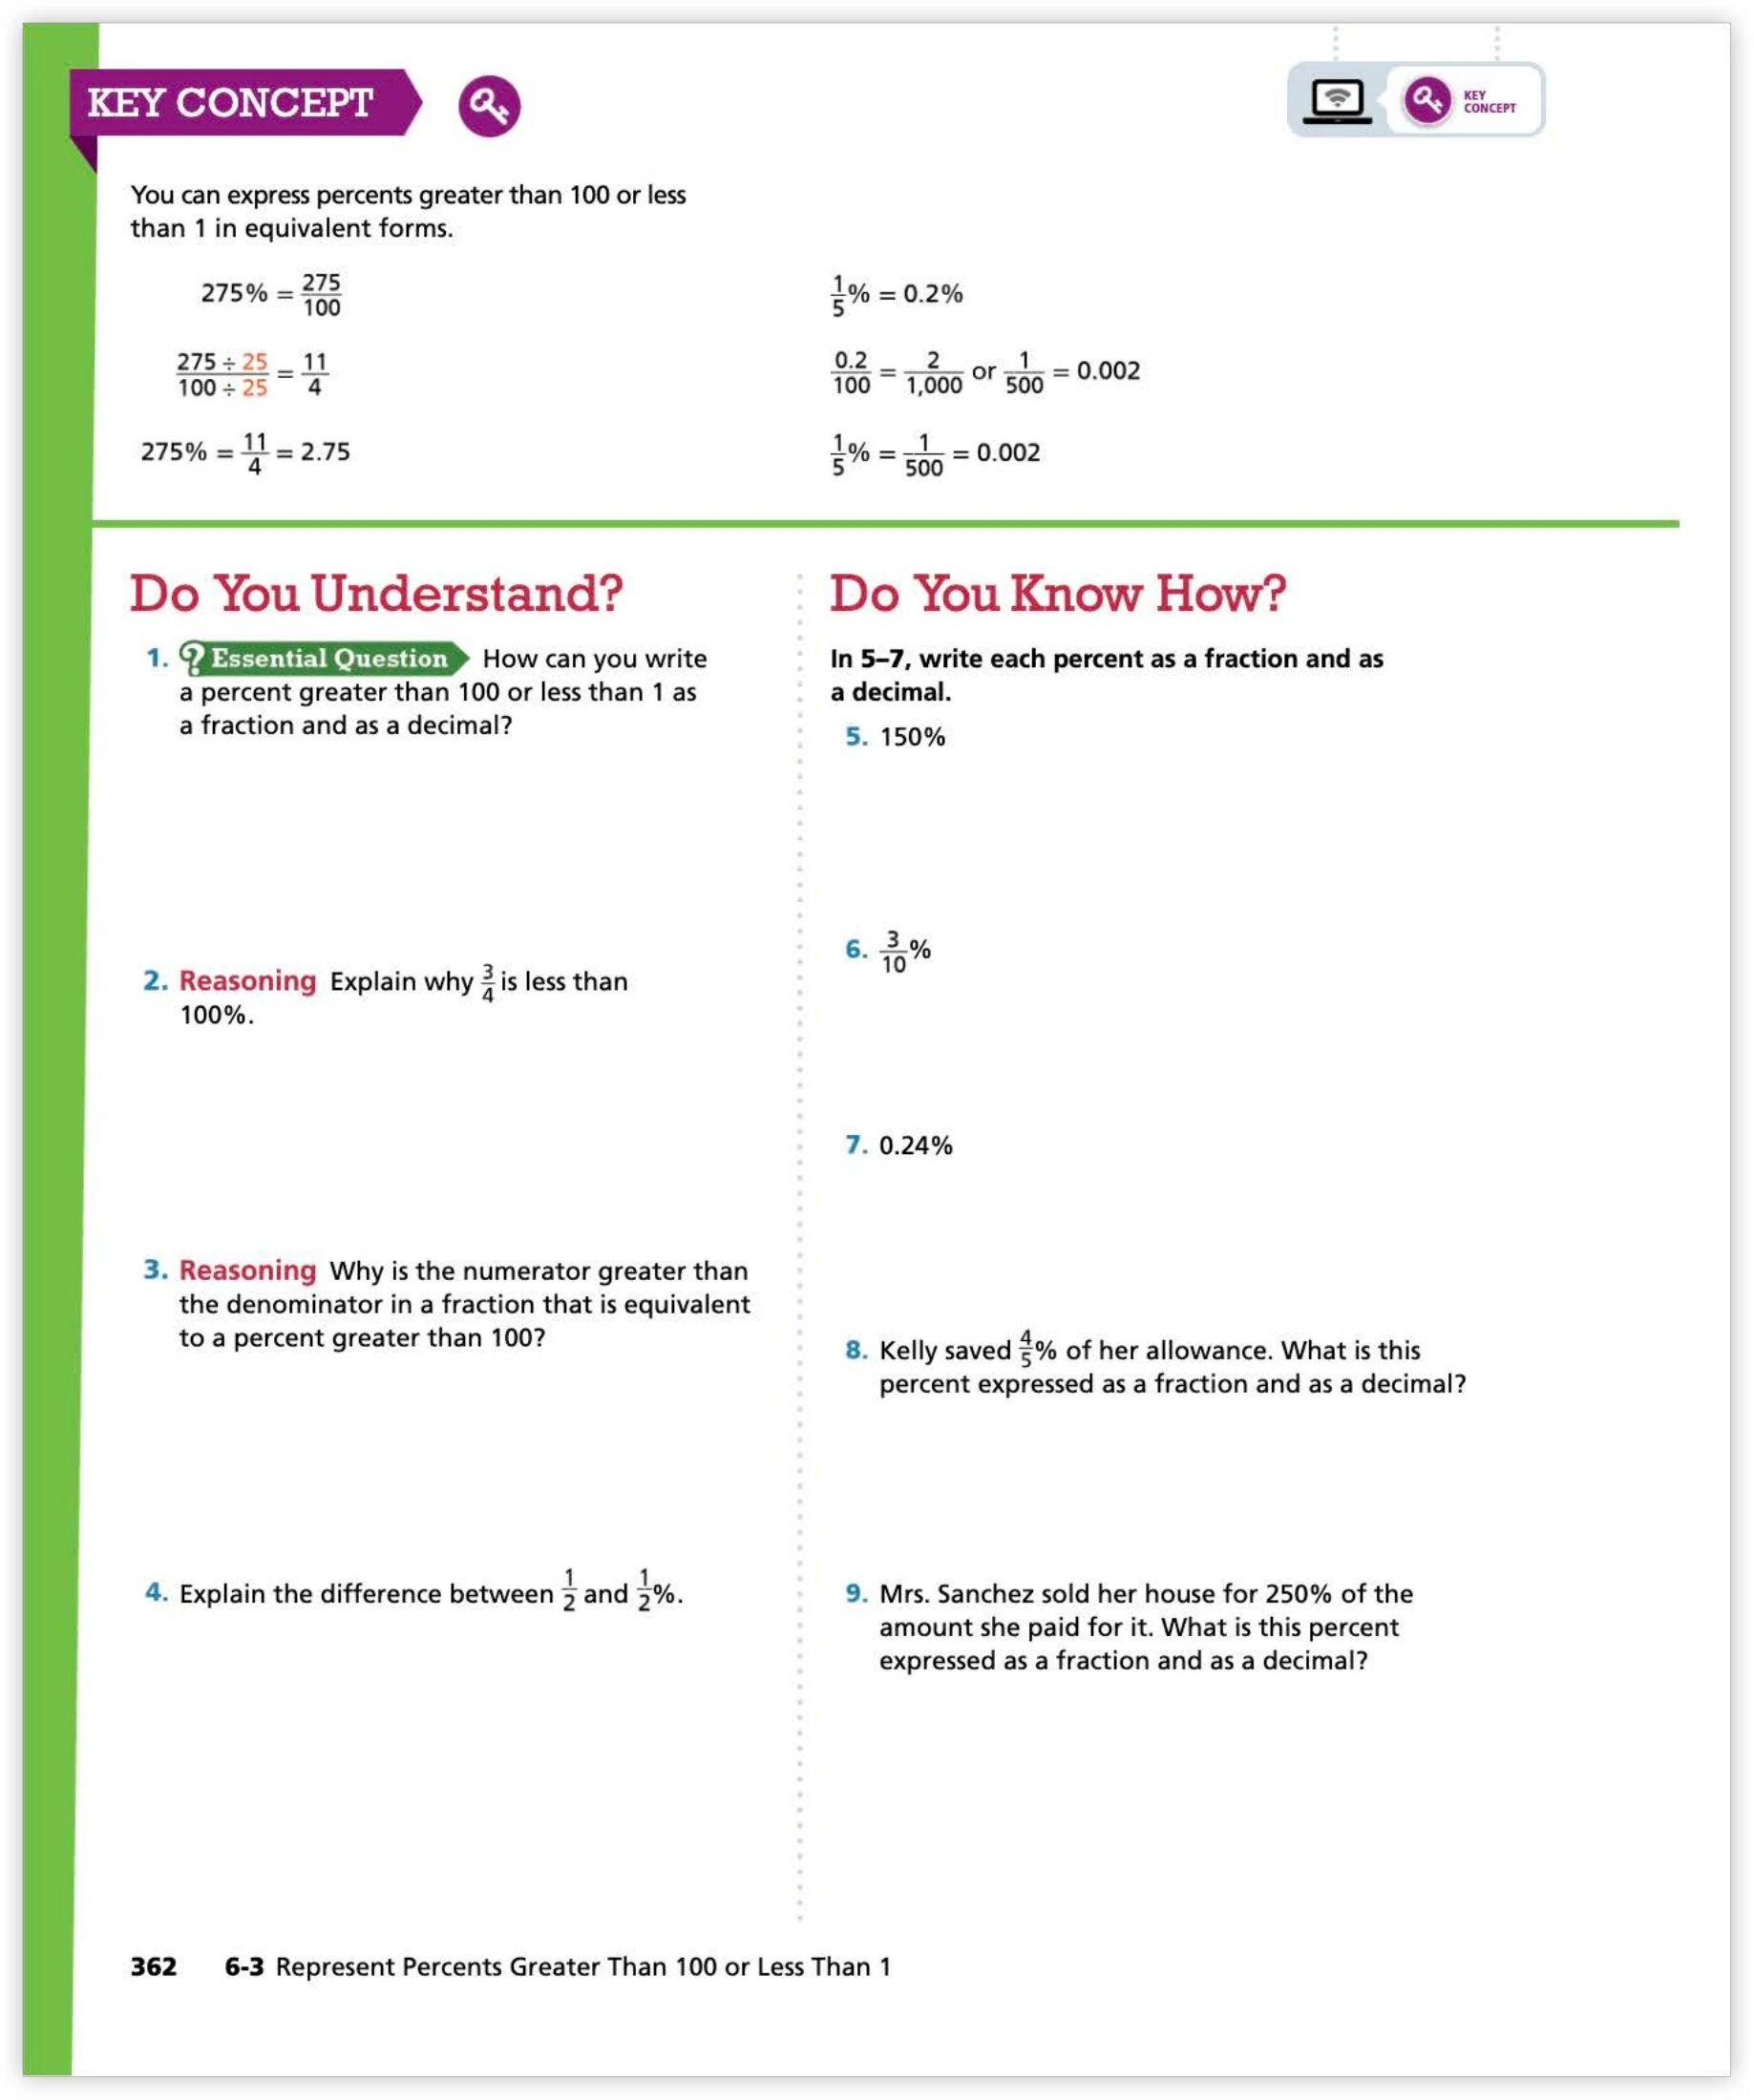 KEY CONCEPT
KEY
CONCEPT
You can express percents greater than 100 or less
than 1 in equivalent forms.
275% = 275/100
275 ÷ 25 / 100 ÷ 25 = 11/4
275% = 11/4 = 2.75
1/5% = 0.2%
0.2/100 = 2/1,000 or 1/500 = 0.002
1/5% = 1/500 = 0.002
Do You Understand?
1. ? Essential Question How can you write
a percent greater than 100 or less than 1 as
a fraction and as a decimal?
2. Reasoning Explain why 3/4 is less than
100%.
3. Reasoning Why is the numerator greater than
the denominator in a fraction that is equivalent
to a percent greater than 100?
4. Explain the difference between 1/2 and 1/2%.
Do You Know How?
In 5–7, write each percent as a fraction and as
a decimal.
5. 150%
6. 3/10%
7. 0.24%
8. Kelly saved 4/5% of her allowance. What is this
percent expressed as a fraction and as a decimal?
9. Mrs. Sanchez sold her house for 250% of the
amount she paid for it. What is this percent
expressed as a fraction and as a decimal?
362 6-3 Represent Percents Greater Than 100 or Less Than 1